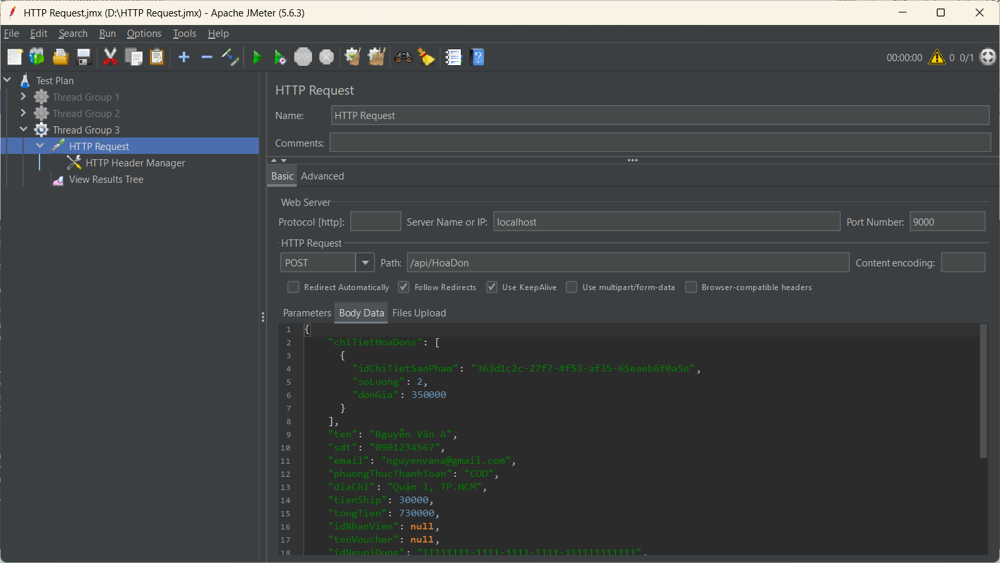 HTTP Request.jmx (D:\HTTP Request.jmx) - Apache JMeter (5.6.3)
File Edit Search Run Options Tools Help
STOP
00:00:00 0 0/1
Test Plan
Thread Group 1
Thread Group 2
Thread Group 3
HTTP Request
HTTP Header Manager
View Results Tree
HTTP Request
Name: HTTP Request
Comments:
Basic Advanced
Web Server
Protocol [http]: Server Name or IP: localhost Port Number: 9000
HTTP Request
POST Path: /api/HoaDon Content encoding:
Redirect Automatically Follow Redirects Use KeepAlive Use multipart/form-data Browser-compatible headers
Parameters Body Data Files Upload
1 {
2 "chiTietHoaDons": [
3 {
4 "idChiTietSanPham": "363d1c2c-27f7-4f53-af35-65eaeb6f0a5e",
5 "soLuong": 2,
6 "donGia": 350000
7 }
8 ],
9 "ten": "Nguyễn Văn A",
10 "sdt": "0901234567",
11 "email": "nguyenvana@gmail.com",
12 "phuongThucThanhToan": "COD",
13 "diaChi": "Quận 1, TP.HCM",
14 "tienShip": 30000,
15 "tongTien": 730000,
16 "idNhanVien": null,
17 "tenVoucher": null,
18 "idNguoiDung": "11111111-1111-1111-1111-111111111111",